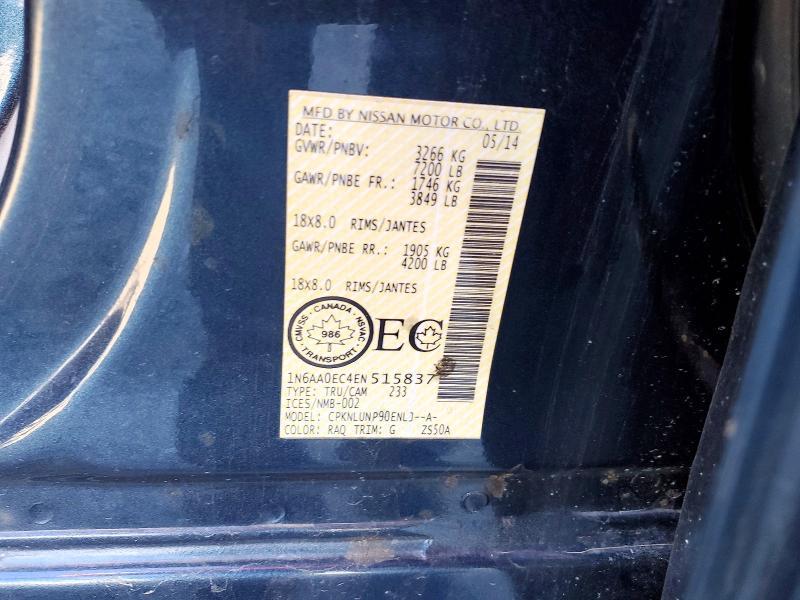 MFD BY NISSAN MOTOR CO., LTD.
DATE: 05/14
GVWR/PNBV: 3266 KG
7200 LB
GAWR/PNBE FR.: 1746 KG
3849 LB
18x8.0 RIMS/JANTES
GAWR/PNBE RR.: 1905 KG
4200 LB
18x8.0 RIMS/JANTES
CMVSS · CANADA · NSVAC · TRANSPORT ·
986
EC
1N6AA0EC4EN515837
TYPE: TRU/CAM 233
ICES/NMB-002
MODEL: CPKNLUNP90ENLJ--A-
COLOR: RAQ TRIM: G ZS50A